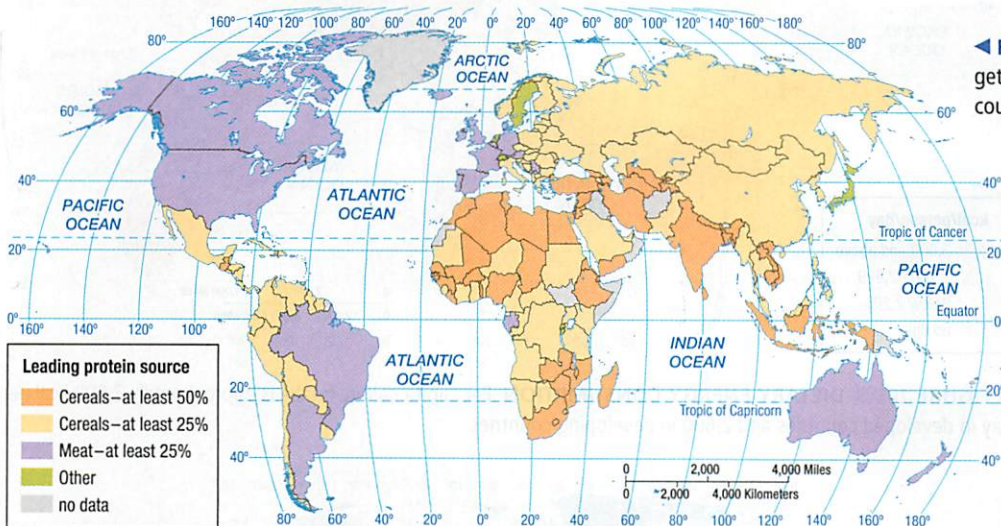 160° 140° 120° 100° 80° 60° 40° 20° 0° 20° 40° 60° 80° 100° 120° 140° 160° 180°
80° 80°
ARCTIC
OCEAN
60° 60°
40° 40°
PACIFIC
OCEAN
ATLANTIC
OCEAN
20° 20°
Tropic of Cancer
PACIFIC
OCEAN
Equator
160° 140° 120° 100° 0° 0° 160°
INDIAN
OCEAN
ATLANTIC
OCEAN
20° 20°
Tropic of Capricorn
40° 40°
0 2,000 4,000 Miles
0 2,000 4,000 Kilometers
80° 60° 40° 20° 0° 20° 40° 60° 80° 100° 120° 140° 160° 180°
Leading protein source
Cereals–at least 50%
Cereals–at least 25%
Meat–at least 25%
Other
no data
get
cou